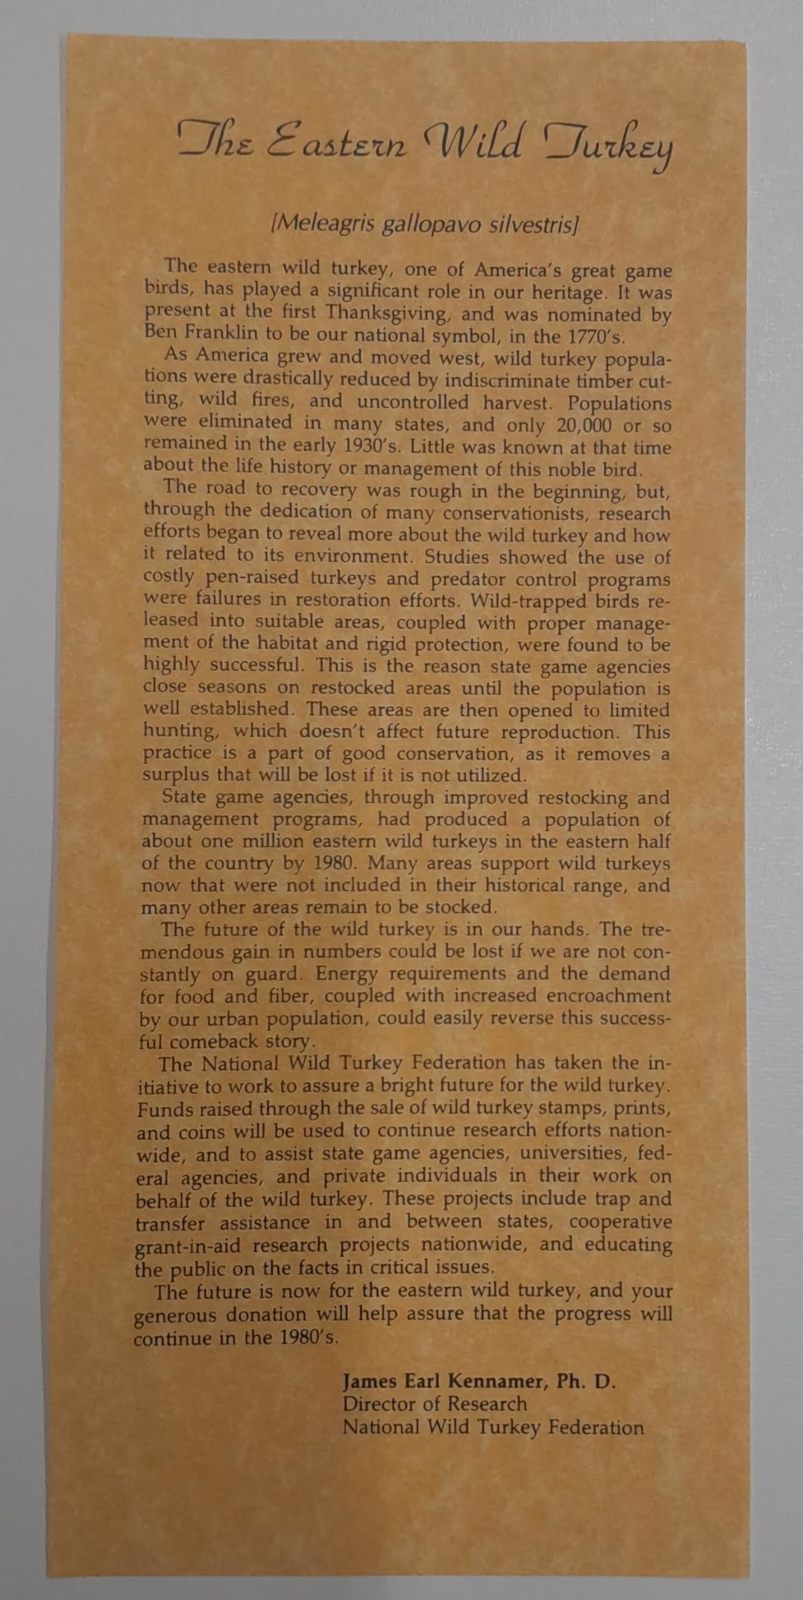 The Eastern Wild Turkey
[Meleagris gallopavo silvestris]
The eastern wild turkey, one of America's great game
birds, has played a significant role in our heritage. It was
present at the first Thanksgiving, and was nominated by
Ben Franklin to be our national symbol, in the 1770's.
As America grew and moved west, wild turkey popula-
tions were drastically reduced by indiscriminate timber cut-
ting, wild fires, and uncontrolled harvest. Populations
were eliminated in many states, and only 20,000 or so
remained in the early 1930's. Little was known at that time
about the life history or management of this noble bird.
The road to recovery was rough in the beginning, but,
through the dedication of many conservationists, research
efforts began to reveal more about the wild turkey and how
it related to its environment. Studies showed the use of
costly pen-raised turkeys and predator control programs
were failures in restoration efforts. Wild-trapped birds re-
leased into suitable areas, coupled with proper manage-
ment of the habitat and rigid protection, were found to be
highly successful. This is the reason state game agencies
close seasons on restocked areas until the population is
well established. These areas are then opened to limited
hunting, which doesn't affect future reproduction. This
practice is a part of good conservation, as it removes a
surplus that will be lost if it is not utilized.
State game agencies, through improved restocking and
management programs, had produced a population of
about one million eastern wild turkeys in the eastern half
of the country by 1980. Many areas support wild turkeys
now that were not included in their historical range, and
many other areas remain to be stocked.
The future of the wild turkey is in our hands. The tre-
mendous gain in numbers could be lost if we are not con-
stantly on guard. Energy requirements and the demand
for food and fiber, coupled with increased encroachment
by our urban population, could easily reverse this success-
ful comeback story.
The National Wild Turkey Federation has taken the in-
itiative to work to assure a bright future for the wild turkey.
Funds raised through the sale of wild turkey stamps, prints,
and coins will be used to continue research efforts nation-
wide, and to assist state game agencies, universities, fed-
eral agencies, and private individuals in their work on
behalf of the wild turkey. These projects include trap and
transfer assistance in and between states, cooperative
grant-in-aid research projects nationwide, and educating
the public on the facts in critical issues.
The future is now for the eastern wild turkey, and your
generous donation will help assure that the progress will
continue in the 1980's.
James Earl Kennamer, Ph. D.
Director of Research
National Wild Turkey Federation